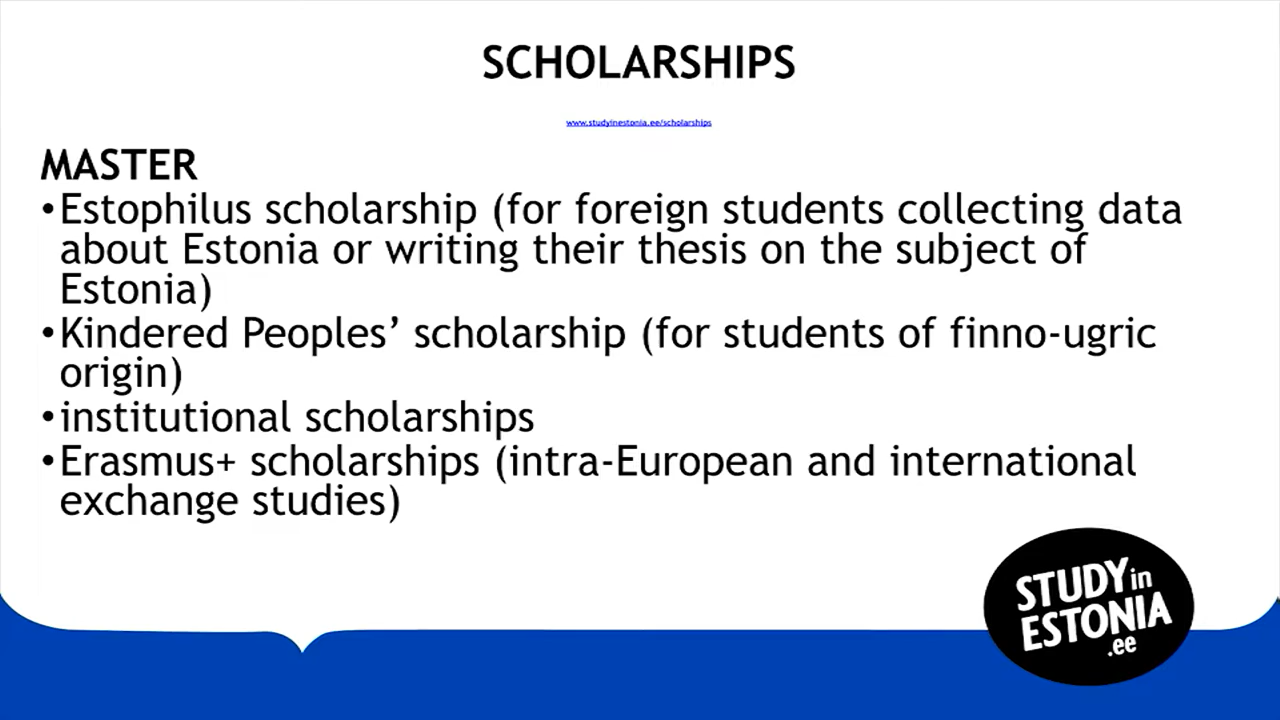 SCHOLARSHIPS
www.studyinestonia.ee/scholarships
MASTER
•Estophilus scholarship (for foreign students collecting data
about Estonia or writing their thesis on the subject of
Estonia)
•Kindered Peoples’ scholarship (for students of finno-ugric
origin)
•institutional scholarships
•Erasmus+ scholarships (intra-European and international
exchange studies)
STUDY in
ESTONIA
.ee